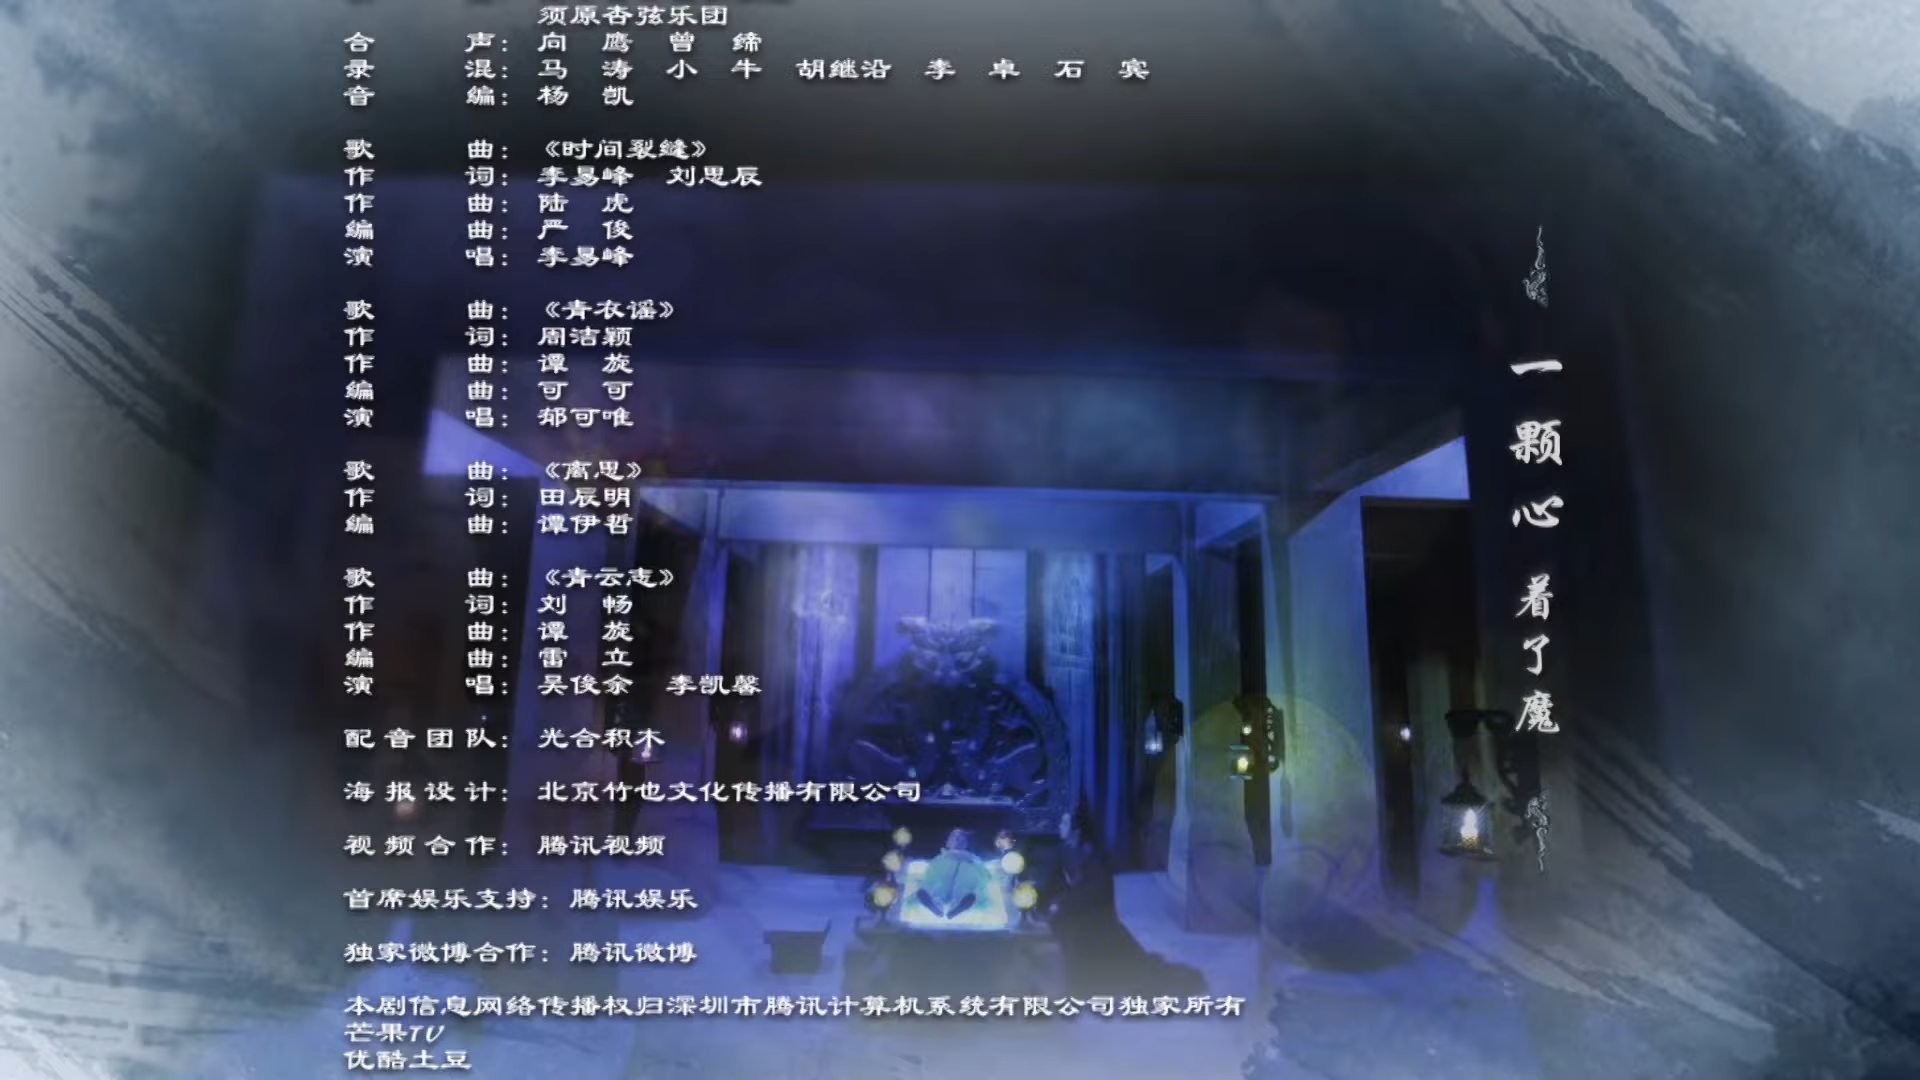 须原杏弦乐团
合声：向鹰 曾缔
录混：马涛 小牛 胡继沿 李卓 石宾
音编：杨凯
歌曲：《时间裂缝》
作词：李易峰 刘思辰
作曲：陆虎
编曲：严俊
演唱：李易峰
歌曲：《青衣谣》
作词：周洁颖
作曲：谭旋
编曲：可可
演唱：郁可唯
歌曲：《离思》
作词：田辰明
编曲：谭伊哲
歌曲：《青云志》
作词：刘畅
作曲：谭旋
编曲：雷立
演唱：吴俊余 李凯馨
配音团队：光合积木
海报设计：北京竹也文化传播有限公司
视频合作：腾讯视频
首席娱乐支持：腾讯娱乐
独家微博合作：腾讯微博
本剧信息网络传播权归深圳市腾讯计算机系统有限公司独家所有
芒果TV
优酷土豆
一颗心着了魔